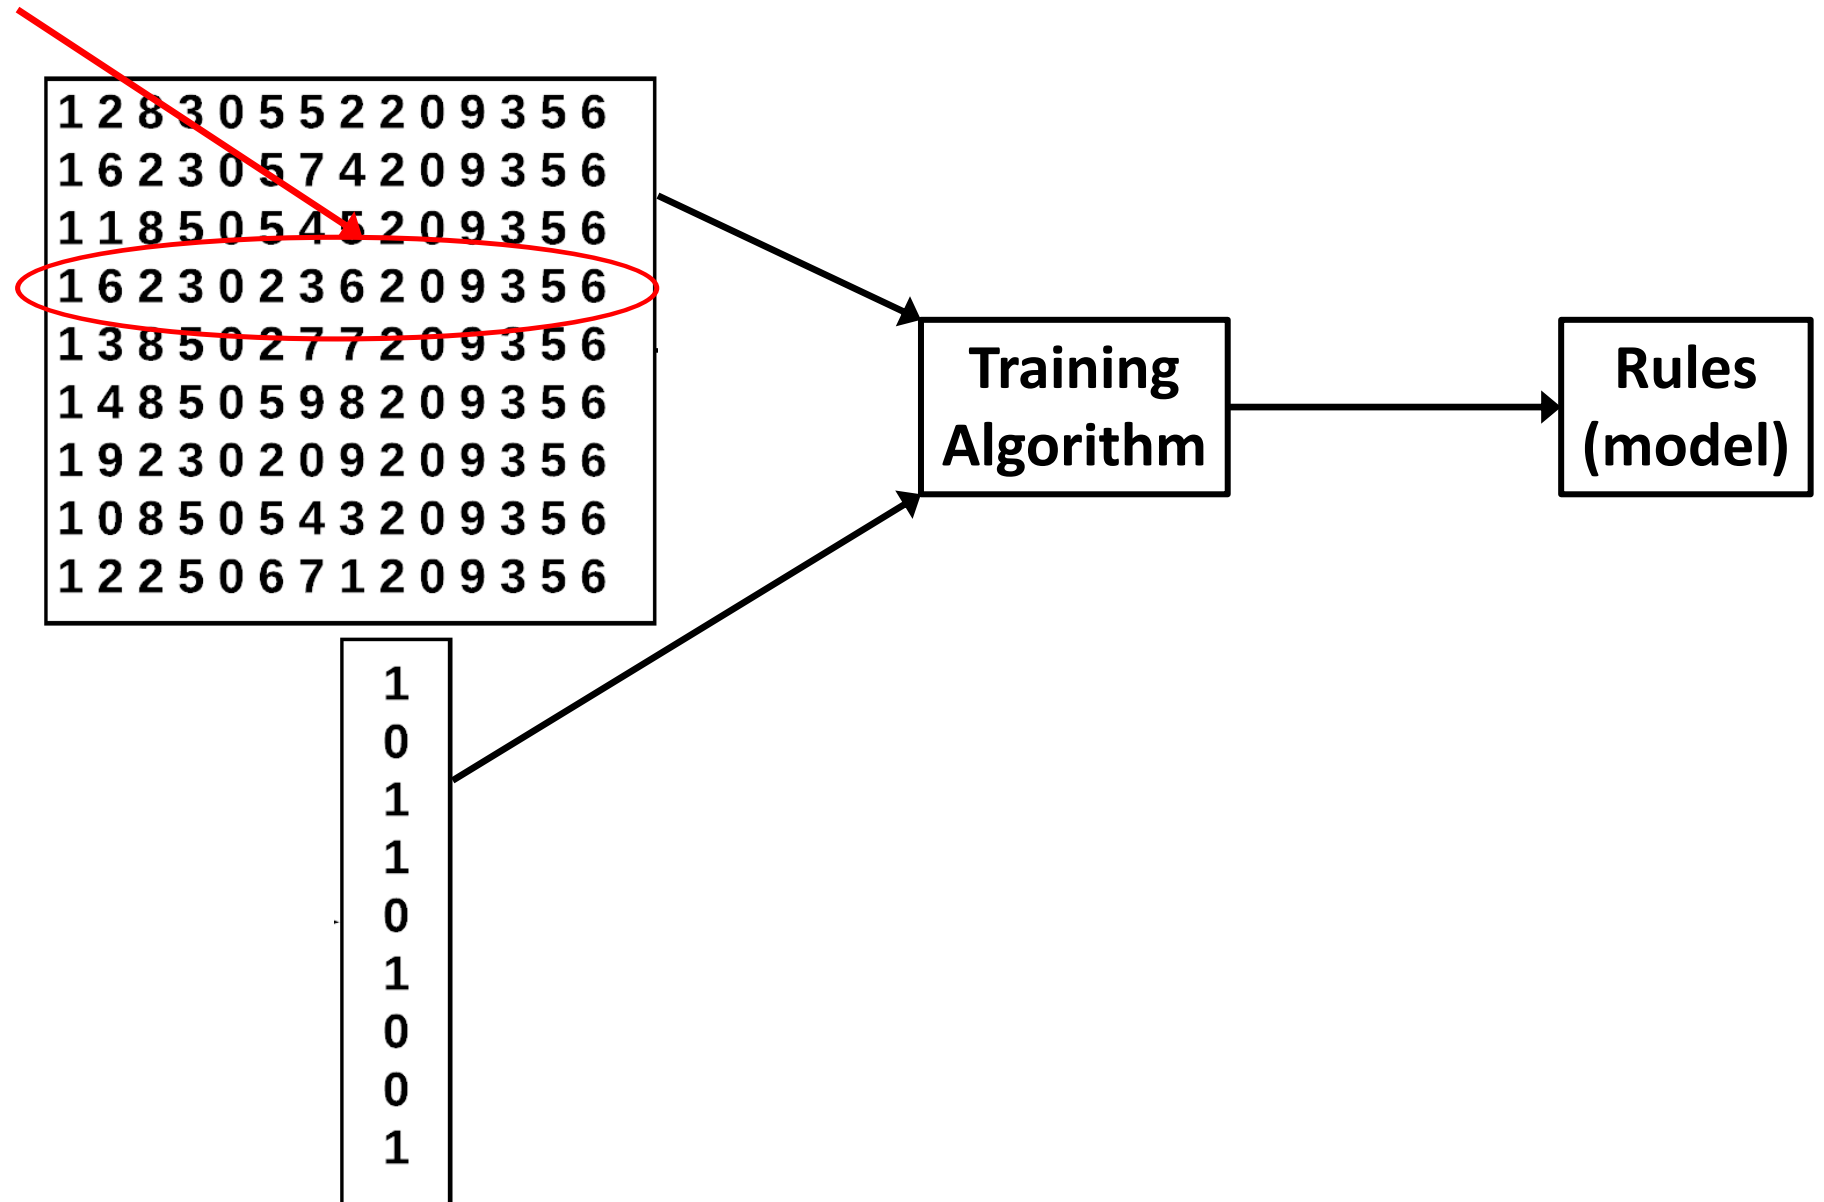 1 2 8 3 0 5 5 2 2 0 9 3 5 6
1 6 2 3 0 5 7 4 2 0 9 3 5 6
1 1 8 5 0 5 4 5 2 0 9 3 5 6
1 6 2 3 0 2 3 6 2 0 9 3 5 6
1 3 8 5 0 2 7 7 2 0 9 3 5 6
1 4 8 5 0 5 9 8 2 0 9 3 5 6
1 9 2 3 0 2 0 9 2 0 9 3 5 6
1 0 8 5 0 5 4 3 2 0 9 3 5 6
1 2 2 5 0 6 7 1 2 0 9 3 5 6
1
0
1
1
0
1
0
0
1
Training
Algorithm
Rules
(model)